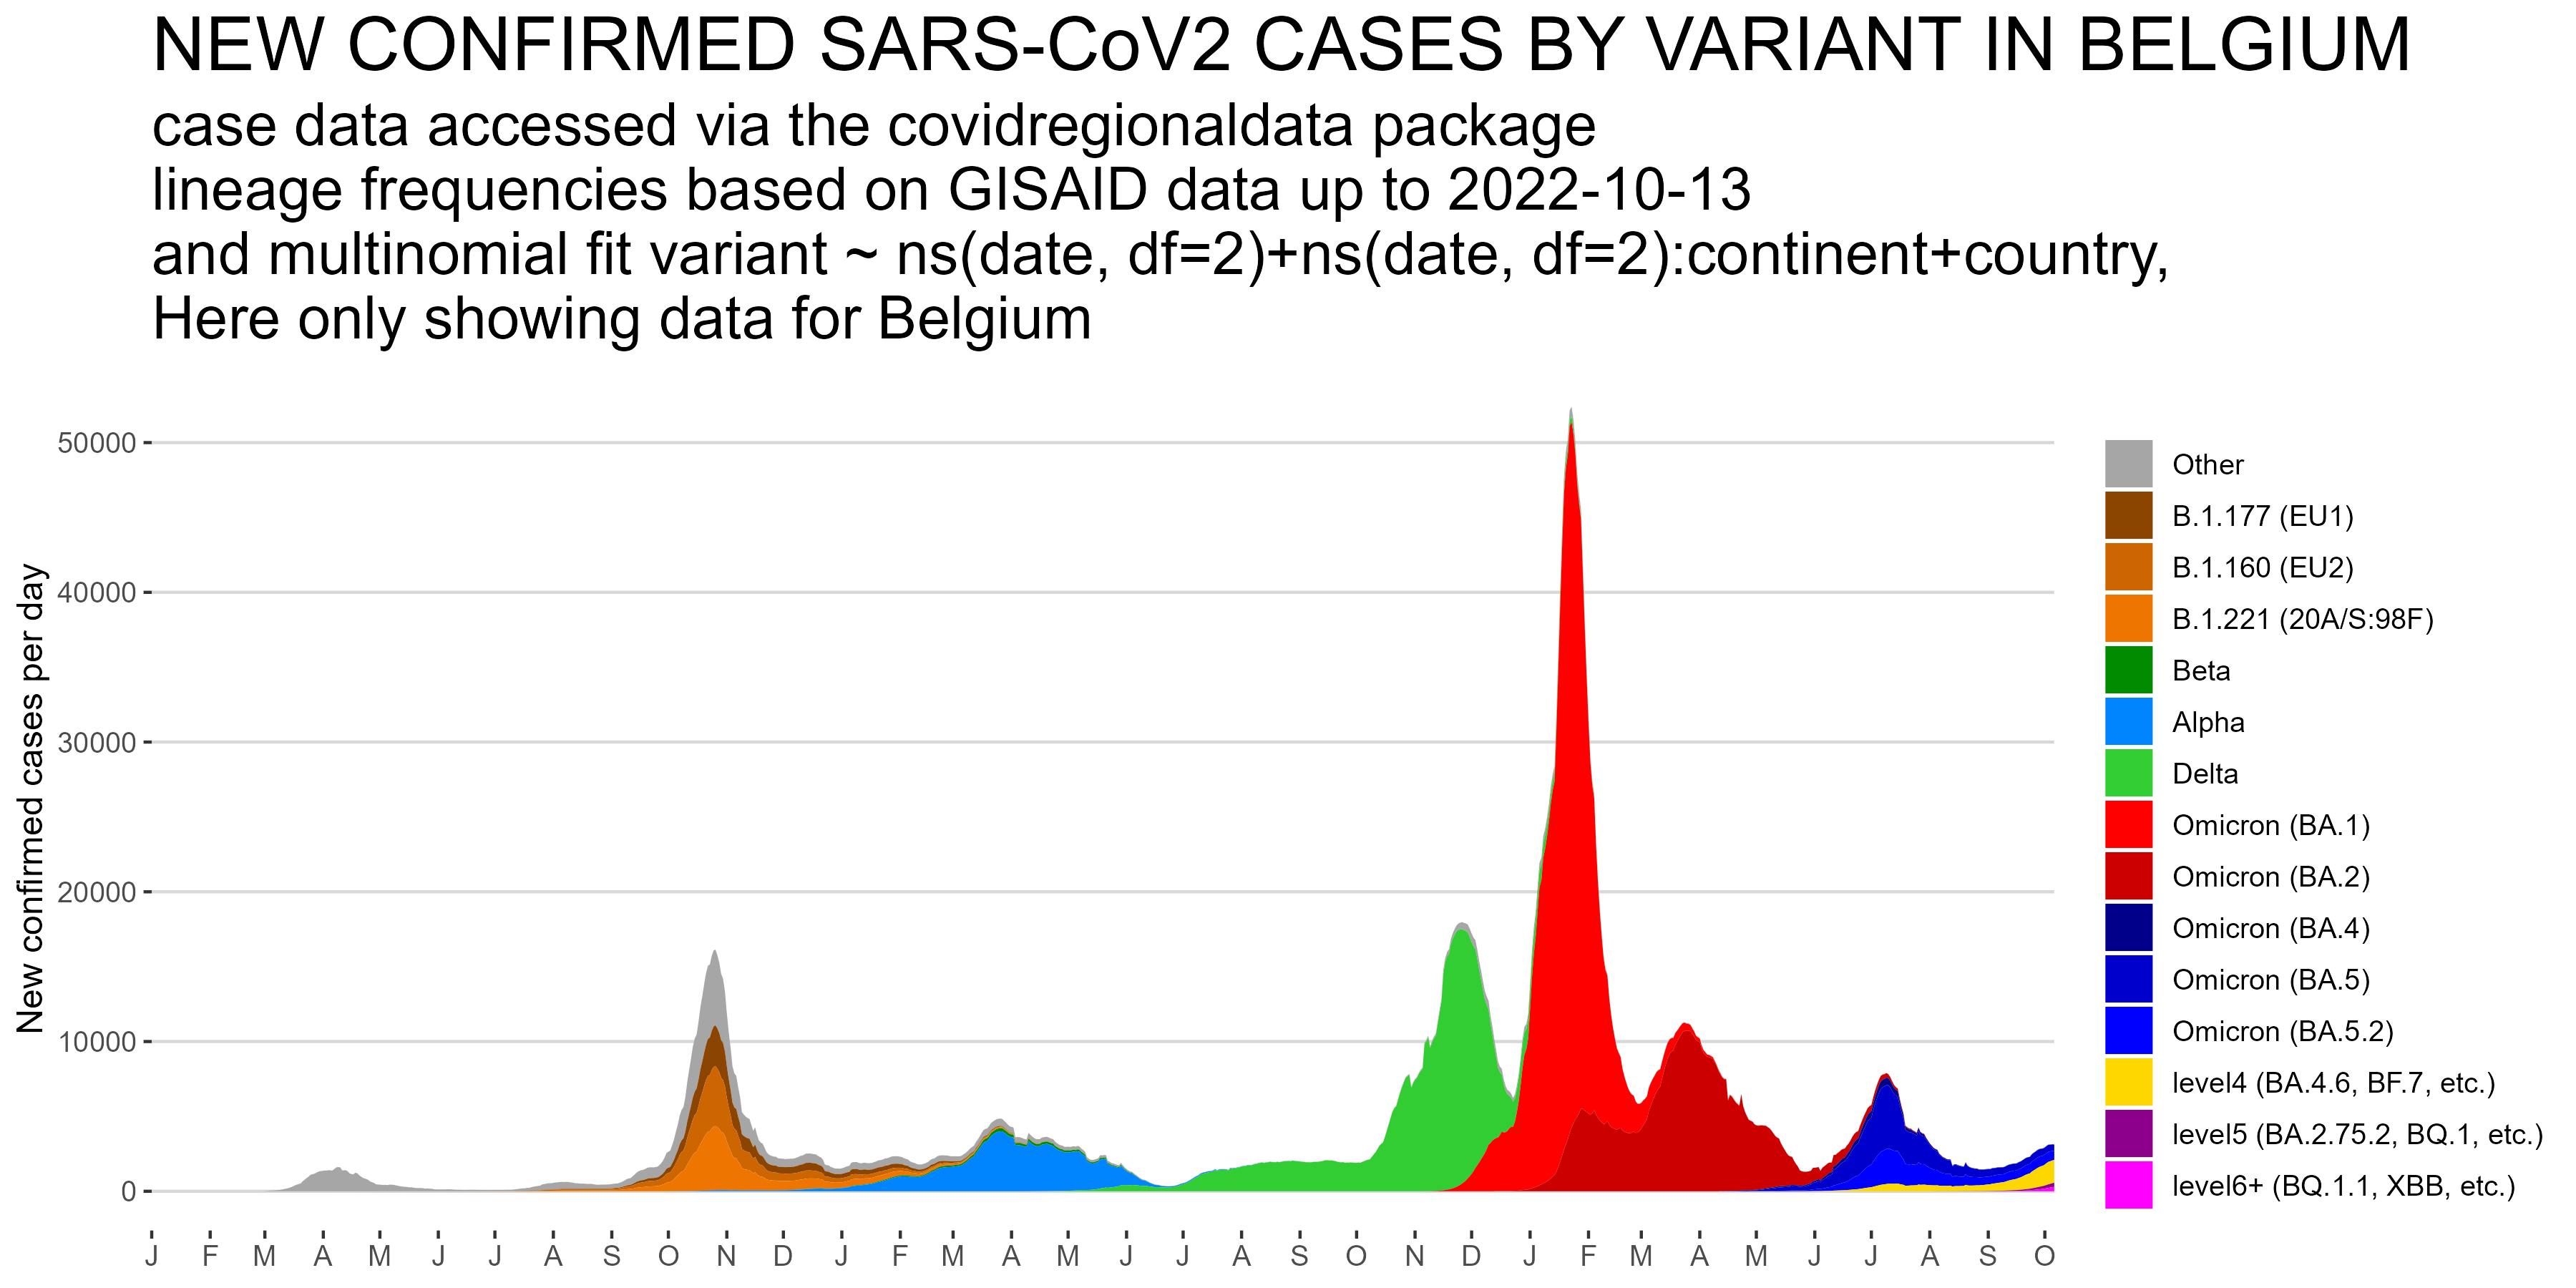 NEW CONFIRMED SARS-CoV2 CASES BY VARIANT IN BELGIUM
case data accessed via the covidregionaldata package
lineage frequencies based on GISAID data up to 2022-10-13
and multinomial fit variant ~ ns(date, df=2)+ns(date, df=2):continent+country,
Here only showing data for Belgium
New confirmed cases per day
50000
40000
30000
20000
10000
0
J F M A M J J A S O N D J F M A M J J A S O N D J F M A M J J A S O
Other
B.1.177 (EU1)
B.1.160 (EU2)
B.1.221 (20A/S:98F)
Beta
Alpha
Delta
Omicron (BA.1)
Omicron (BA.2)
Omicron (BA.4)
Omicron (BA.5)
Omicron (BA.5.2)
level4 (BA.4.6, BF.7, etc.)
level5 (BA.2.75.2, BQ.1, etc.)
level6+ (BQ.1.1, XBB, etc.)